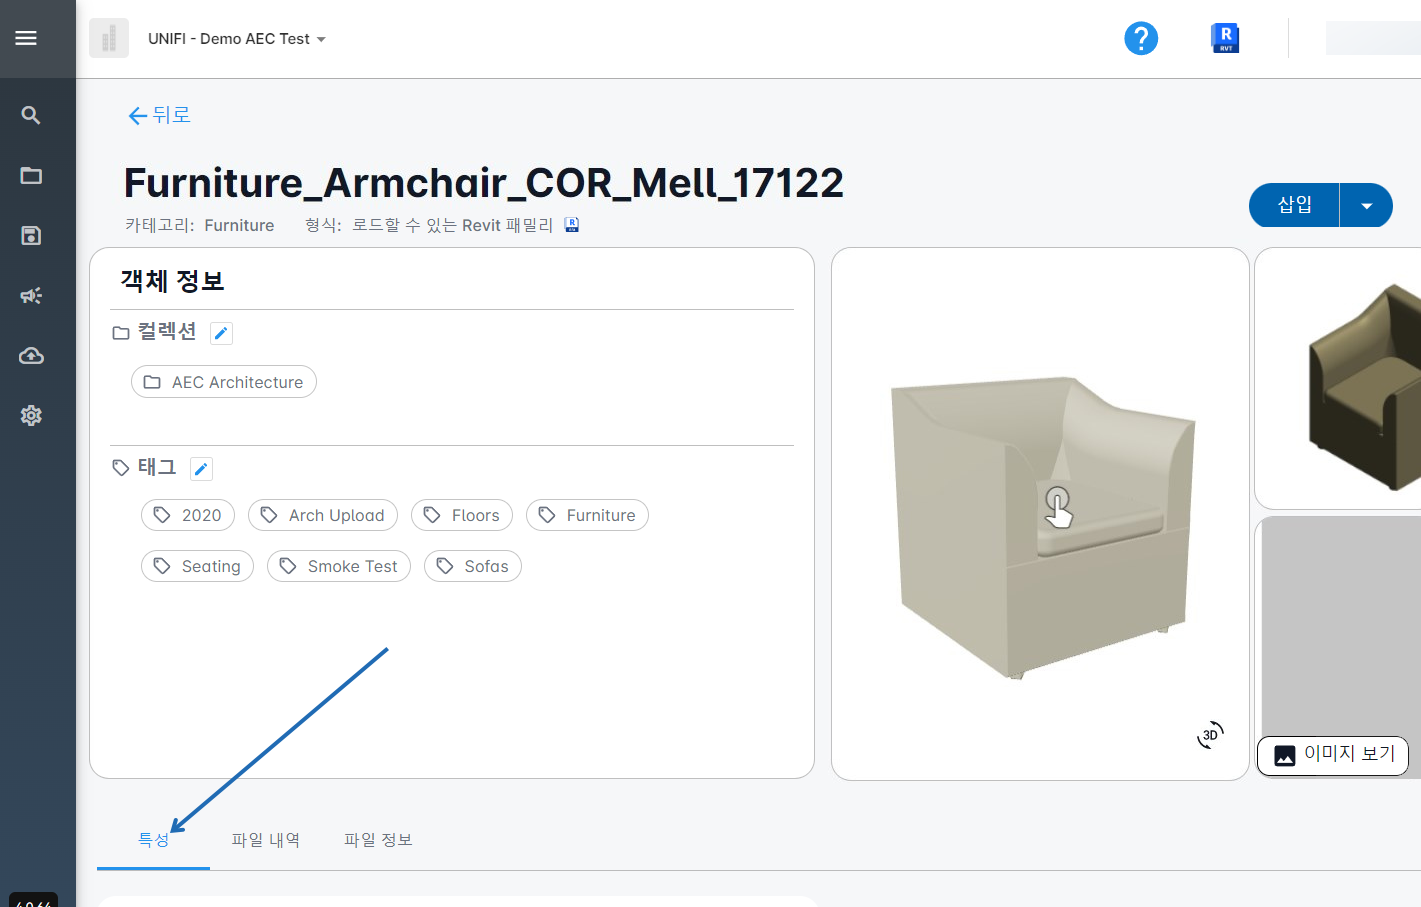 UNIFI - Demo AEC Test
?
R
RVT
뒤로
Furniture_Armchair_COR_Mell_17122
카테고리: Furniture 형식: 로드할 수 있는 Revit 패밀리
삽입
객체 정보
컬렉션
AEC Architecture
태그
2020 Arch Upload Floors Furniture
Seating Smoke Test Sofas
3D
이미지 보기
특성 파일 내역 파일 정보